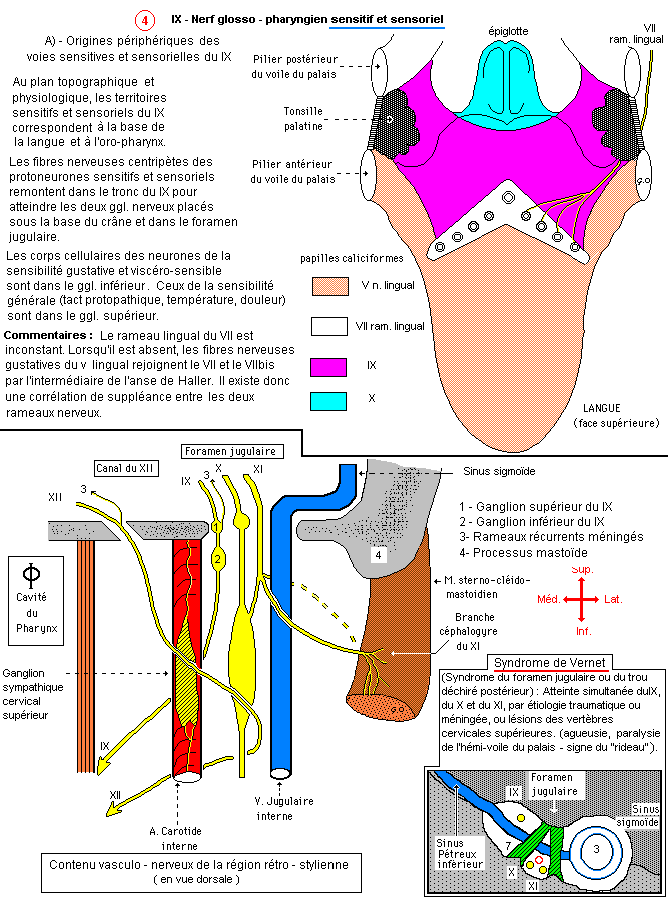 4
IX - Nerf glosso - pharyngien sensitif et sensoriel
A) - Origines périphériques des
voies sensitives et sensorielles du IX
Au plan topographique et
physiologique, les territoires
sensitifs et sensoriels du IX
correspondent à la base de
la langue et à l'oro-pharynx.
Les fibres nerveuses centripètes des
protoneurones sensitifs et sensoriels
remontent dans le tronc du IX pour
atteindre les deux ggl. nerveux placés
sous la base du crâne et dans le foramen
jugulaire.
Les corps cellulaires des neurones de la
sensibilité gustative et viscéro-sensible
sont dans le ggl. inférieur. Ceux de la sensibilité
générale (tact protopathique, température, douleur)
sont dans le ggl. supérieur.
Commentaires : Le rameau lingual du VII est
inconstant. Lorsqu'il est absent, les fibres nerveuses
gustatives du v lingual rejoignent le VII et le VIIbis
par l'intermédiaire de l'anse de Haller. Il existe donc
une corrélation de suppléance entre les deux
rameaux nerveux.
épiglotte
VII
ram. lingual
Pilier postérieur
du voile du palais
Tonsille
palatine
Pilier antérieur
du voile du palais
G.O
papilles caliciformes
V n. lingual
VII ram. lingual
IX
X
LANGUE
(face supérieure)
Canal du XII
Foramen jugulaire
XII
3
IX
3
X
XI
Sinus sigmoïde
1
2
4
1 - Ganglion supérieur du IX
2 - Ganglion inférieur du IX
3- Rameaux récurrents méningés
4- Processus mastoïde
Φ
Cavité
du
Pharynx
M. sterno-cléido-
mastoidien
Sup.
Méd.
Lat.
Inf.
Branche
céphalogyre
du XI
Ganglion
sympathique
cervical
supérieur
G.O
IX
XII
A. Carotide
interne
V. Jugulaire
interne
Contenu vasculo - nerveux de la région rétro - stylienne
( en vue dorsale )
Syndrome de Vernet
(Syndrome du foramen jugulaire ou du trou
déchiré postérieur) : Atteinte simultanée duIX,
du X et du XI, par étiologie traumatique ou
méningée, ou lésions des vertèbres
cervicales supérieures. (agueusie, paralysie
de l'hémi-voile du palais - signe du "rideau").
Foramen
jugulaire
IX
Sinus
sigmoïde
Sinus
Pétreux
inférieur
7
3
X
XI